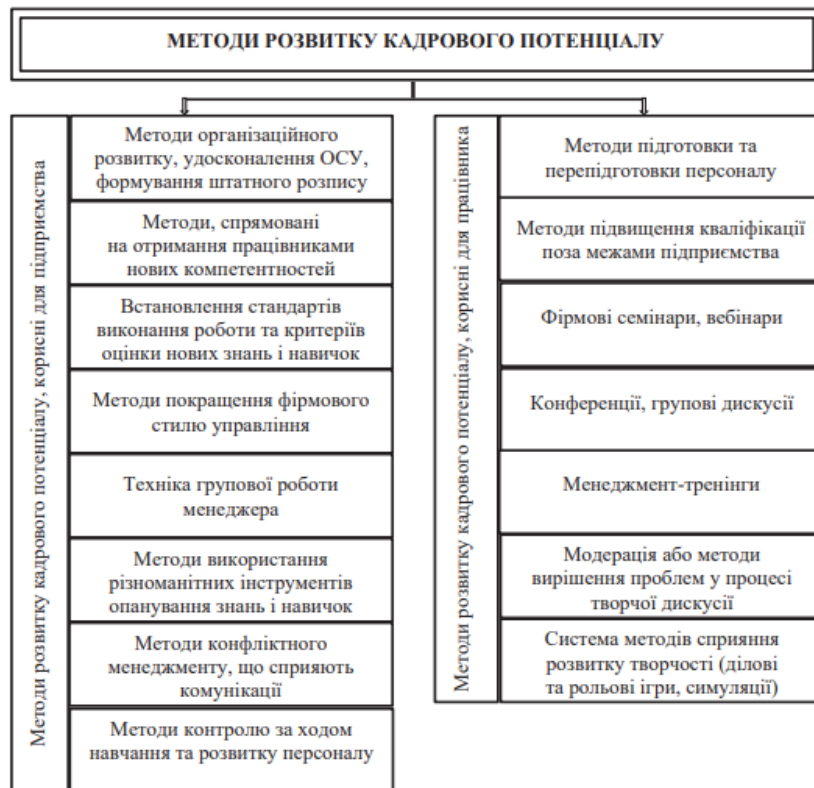 МЕТОДИ РОЗВИТКУ КАДРОВОГО ПОТЕНЦІАЛУ
Методи розвитку кадрового потенціалу, корисні для підприємства
Методи організаційного
розвитку, удосконалення ОСУ,
формування штатного розпису
Методи, спрямовані
на отримання працівниками
нових компетентностей
Встановлення стандартів
виконання роботи та критеріїв
оцінки нових знань і навичок
Методи покращення фірмового
стилю управління
Техніка групової роботи
менеджера
Методи використання
різноманітних інструментів
опанування знань і навичок
Методи конфліктного
менеджменту, що сприяють
комунікації
Методи контролю за ходом
навчання та розвитку персоналу
Методи розвитку кадрового потенціалу, корисні для працівника
Методи підготовки та
перепідготовки персоналу
Методи підвищення кваліфікації
поза межами підприємства
Фірмові семінари, вебінари
Конференції, групові дискусії
Менеджмент-тренінги
Модерація або методи
вирішення проблем у процесі
творчої дискусії
Система методів сприяння
розвитку творчості (ділові
та рольові ігри, симуляції)